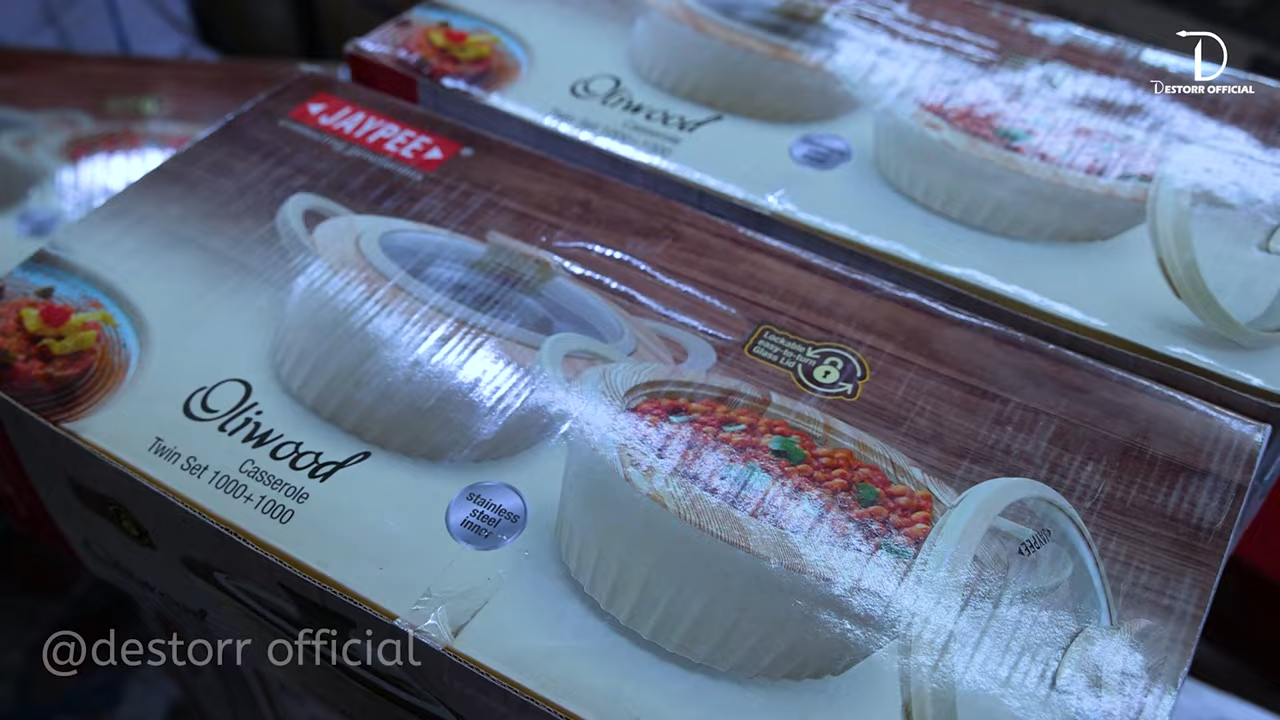 DESTORR OFFICIAL
Oliwood
JAYPEE
Lockable
easy-to-turn
Glass Lid
Oliwood
Casserole
Twin Set 1000+1000
stainless
steel
inner
JAYPEE
@destorr official